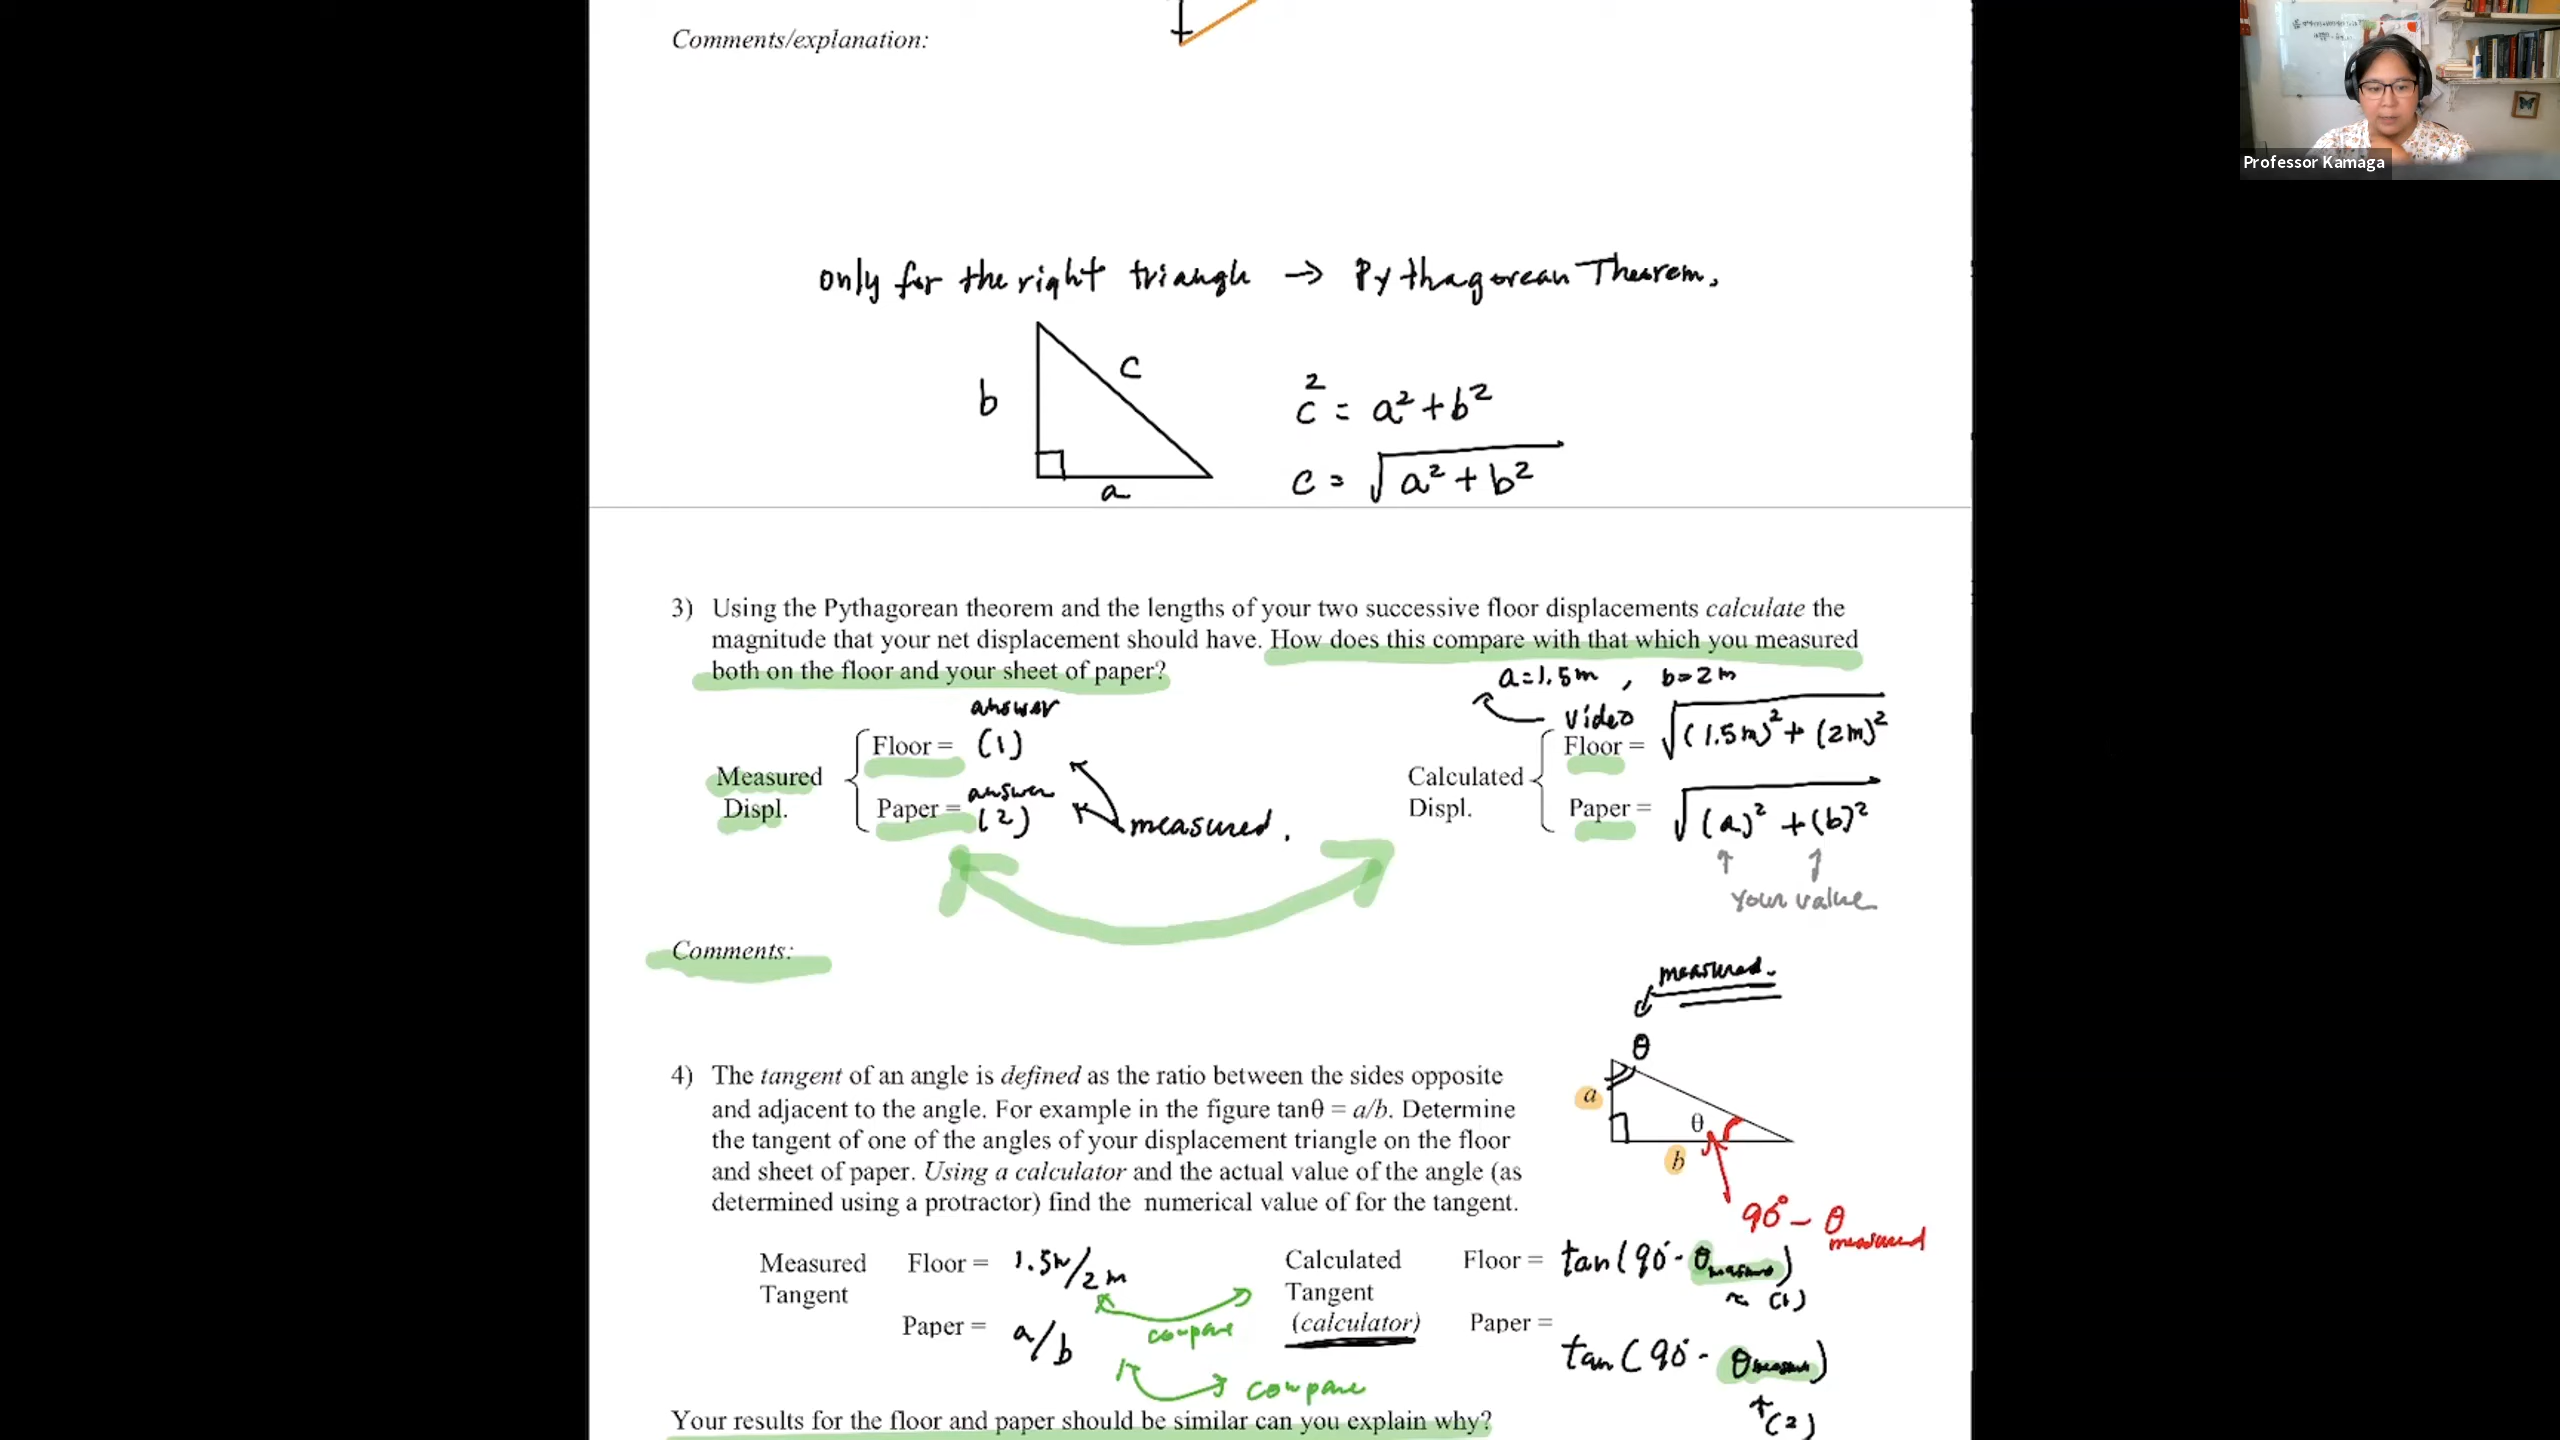 Comments/explanation:
Professor Kamaga
only for the right triangle → Pythagorean Theorem.
b
c
a
c² = a² + b²
c = √(a² + b²)
3) Using the Pythagorean theorem and the lengths of your two successive floor displacements calculate the
magnitude that your net displacement should have. How does this compare with that which you measured
both on the floor and your sheet of paper?
a=1.5m , b=2m
answer
video
Floor = (1)
Floor = √((1.5m)² + (2m)²)
Measured
Displ.
Calculated
Displ.
answer
Paper = (2)
measured.
Paper = √((a)² + (b)²)
your value
Comments:
measured.
θ
a
θ
b
90° - θ measured
4) The tangent of an angle is defined as the ratio between the sides opposite
and adjacent to the angle. For example in the figure tanθ = a/b. Determine
the tangent of one of the angles of your displacement triangle on the floor
and sheet of paper. Using a calculator and the actual value of the angle (as
determined using a protractor) find the numerical value of for the tangent.
Measured
Tangent
Floor = 1.5m/2m
Calculated
Tangent
(calculator)
Floor = tan(90° - θmeasured)
(1)
compare
Paper = a/b
Paper =
tan(90° - θmeasured)
(2)
compare
Your results for the floor and paper should be similar can you explain why?